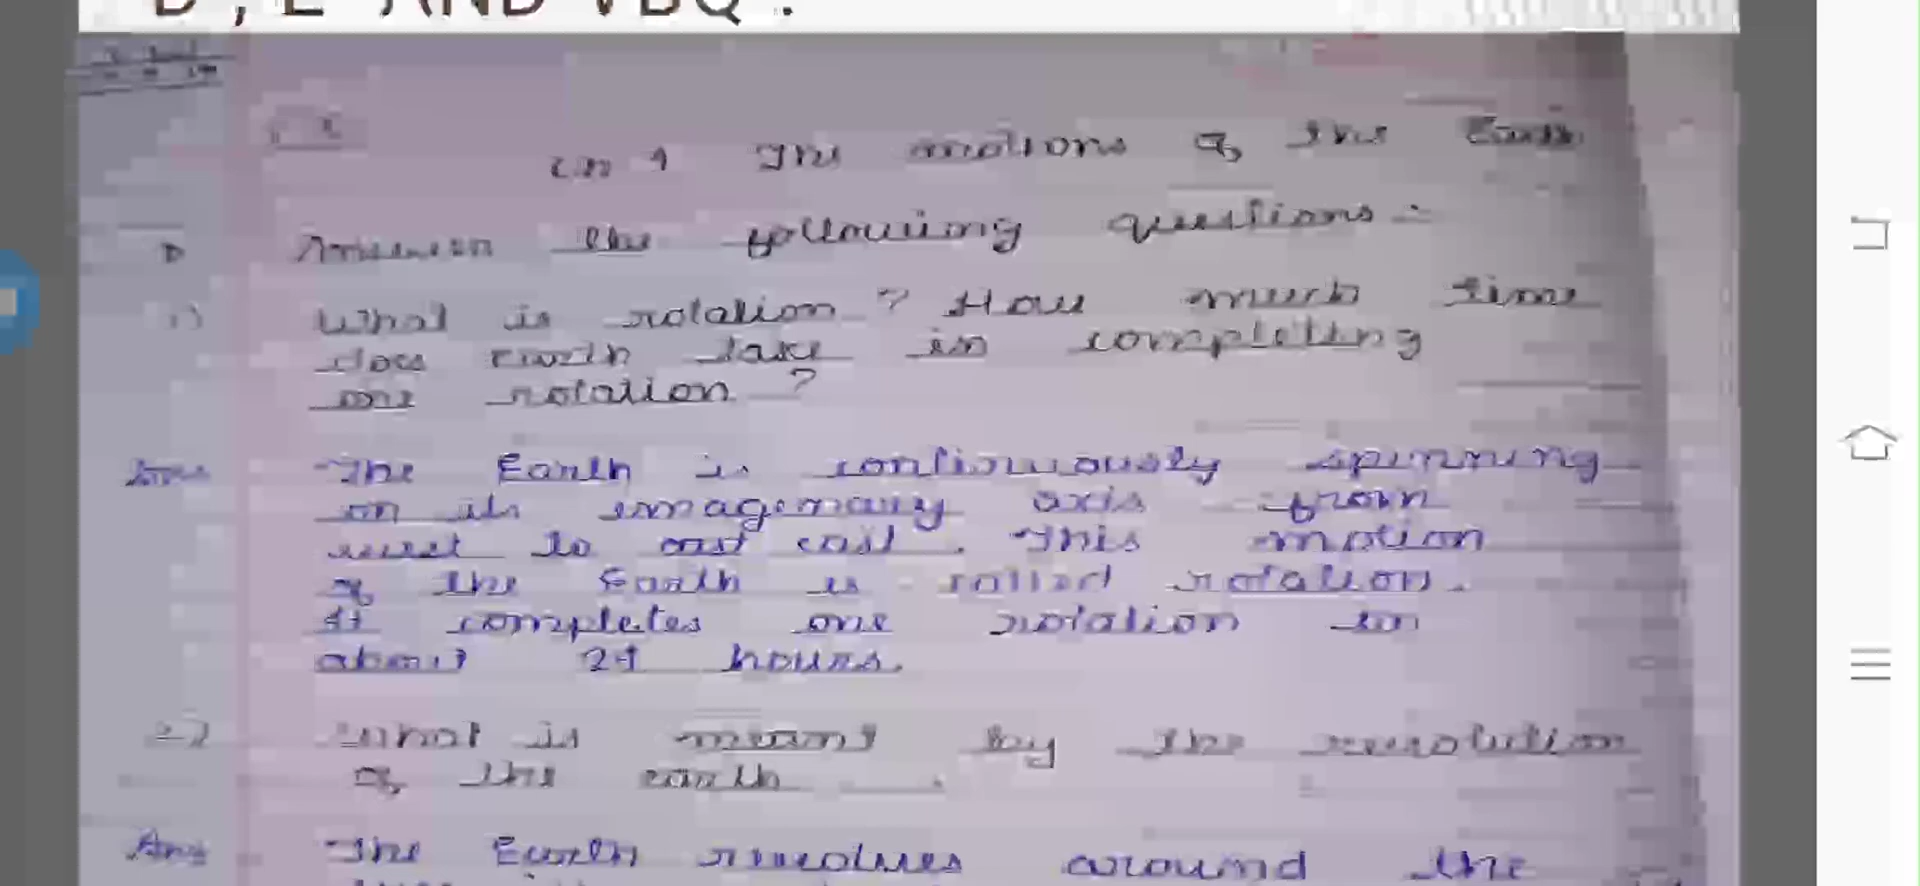 D, E AND VBQ.
Ch 4 The motions of the Earth
D Answer the following questions :-
1) What is rotation ? How much time
does Earth take in completing
one rotation ?
Ans The Earth is continuously spinning
on its imaginary axis from
west to east east. This motion
of the Earth is called rotation.
It completes one rotation in
about 24 hours.
2) What is meant by the revolution
of the earth .
Ans The Earth revolves around the